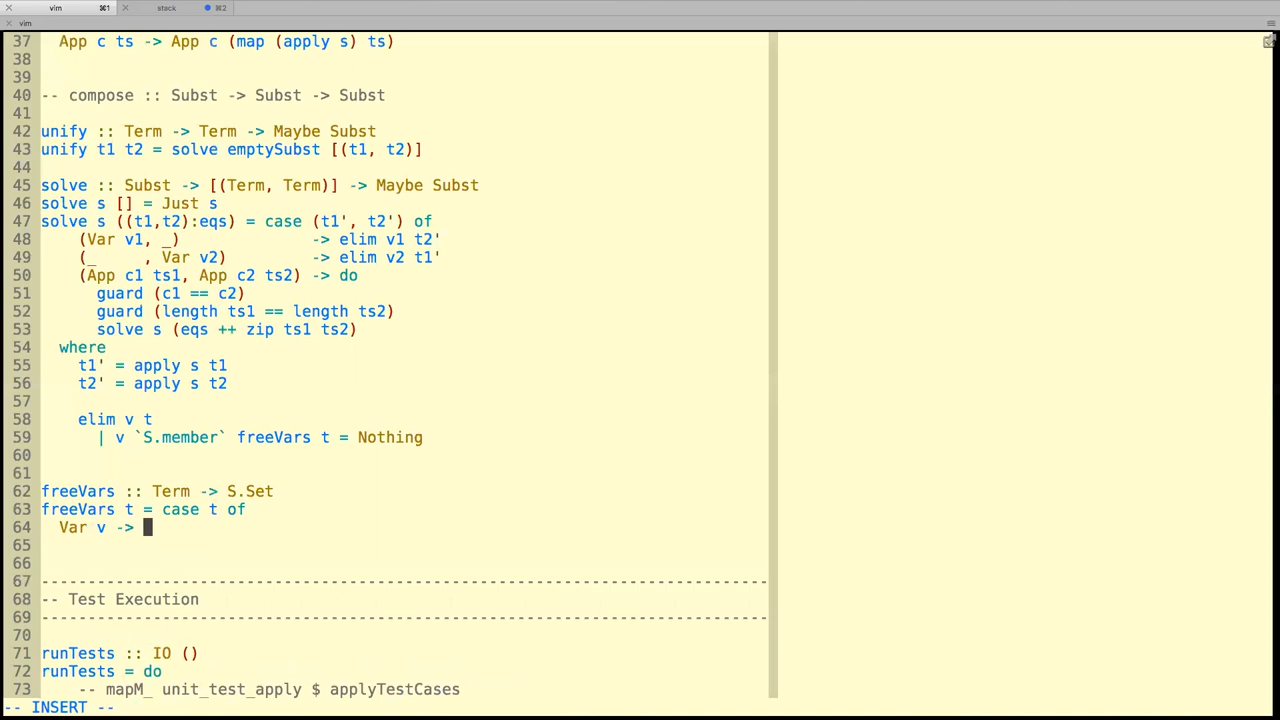 vim ⌘1 stack ⌘2
vim
37   App c ts -> App c (map (apply s) ts)
38
39
40 -- compose :: Subst -> Subst -> Subst
41
42 unify :: Term -> Term -> Maybe Subst
43 unify t1 t2 = solve emptySubst [(t1, t2)]
44
45 solve :: Subst -> [(Term, Term)] -> Maybe Subst
46 solve s [] = Just s
47 solve s ((t1,t2):eqs) = case (t1', t2') of
48     (Var v1, _)              -> elim v1 t2'
49     (_     , Var v2)         -> elim v2 t1'
50     (App c1 ts1, App c2 ts2) -> do
51       guard (c1 == c2)
52       guard (length ts1 == length ts2)
53       solve s (eqs ++ zip ts1 ts2)
54   where
55     t1' = apply s t1
56     t2' = apply s t2
57
58     elim v t
59       | v `S.member` freeVars t = Nothing
60
61
62 freeVars :: Term -> S.Set
63 freeVars t = case t of
64   Var v ->
65
66
67 -------------------------------------------------------------------------------
68 -- Test Execution
69 -------------------------------------------------------------------------------
70
71 runTests :: IO ()
72 runTests = do
73     -- mapM_ unit_test_apply $ applyTestCases
-- INSERT --